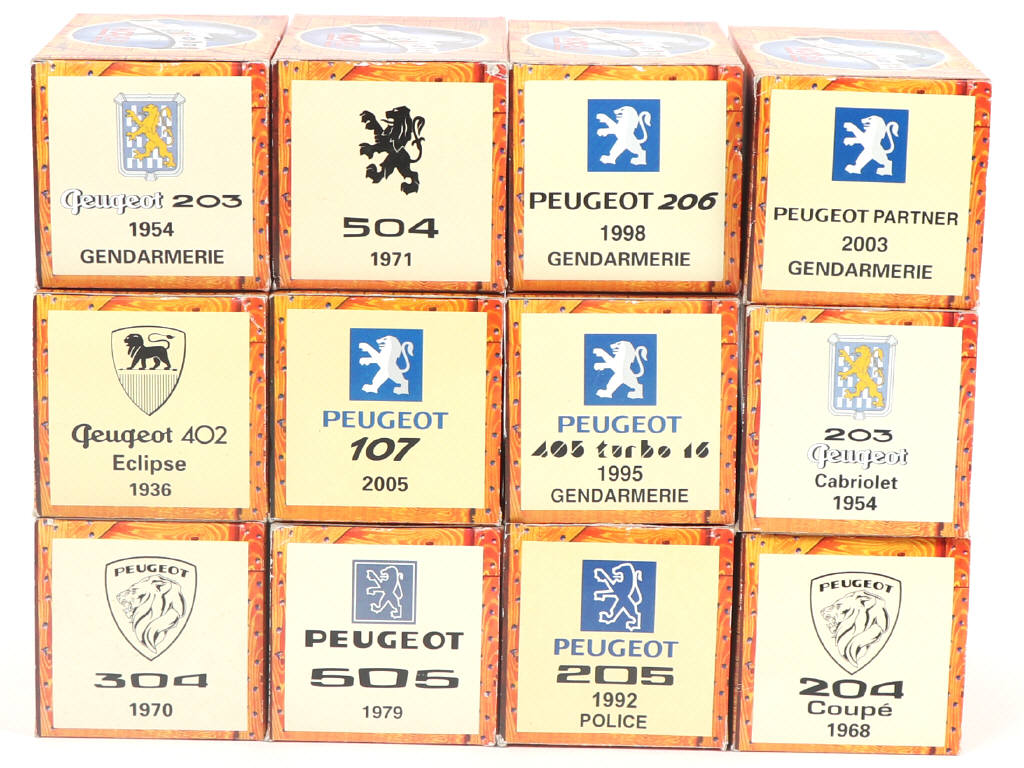 Peugeot 203
1954
GENDARMERIE
504
1971
PEUGEOT 206
1998
GENDARMERIE
PEUGEOT PARTNER
2003
GENDARMERIE
Peugeot 402
Eclipse
1936
PEUGEOT
107
2005
PEUGEOT
405 turbo 16
1995
GENDARMERIE
203
Peugeot
Cabriolet
1954
PEUGEOT
304
1970
PEUGEOT
505
1979
PEUGEOT
205
1992
POLICE
PEUGEOT
204
Coupé
1968